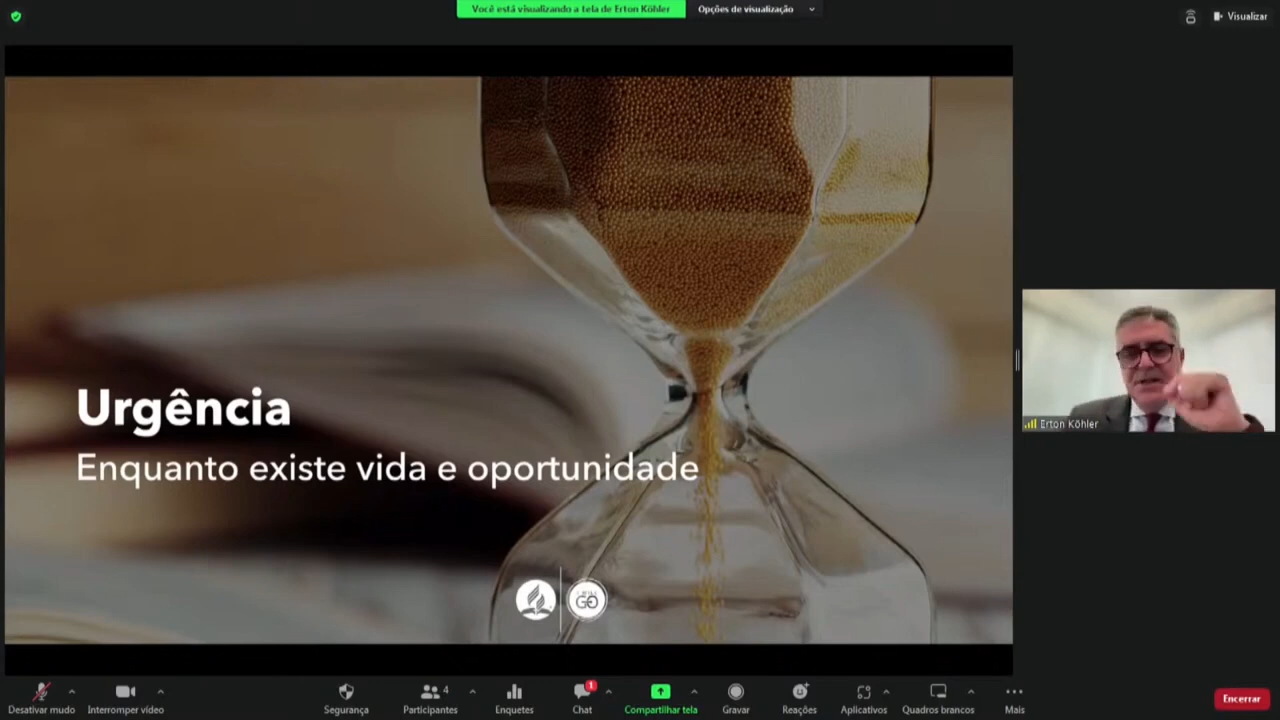 Você está visualizando a tela de Erton Köhler
Opções de visualização
Visualizar
Urgência
Enquanto existe vida e oportunidade
GO
Erton Köhler
Desativar mudo
Interromper vídeo
Segurança
4
Participantes
Enquetes
1
Chat
Compartilhar tela
Gravar
Reações
Aplicativos
Quadros brancos
Mais
Encerrar